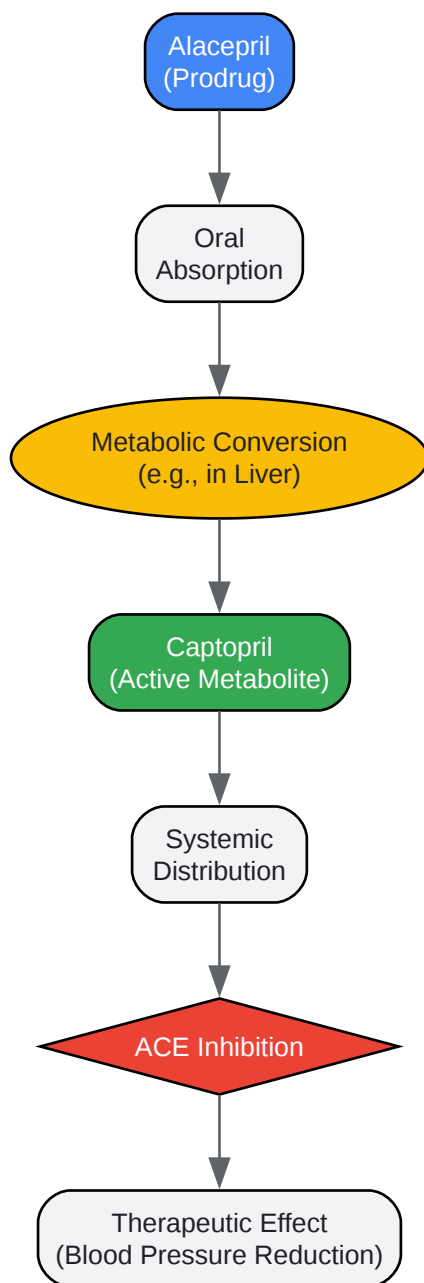 Alacepril
(Prodrug)
Oral
Absorption
Metabolic Conversion
(e.g., in Liver)
Captopril
(Active Metabolite)
Systemic
Distribution
ACE Inhibition
Therapeutic Effect
(Blood Pressure Reduction)